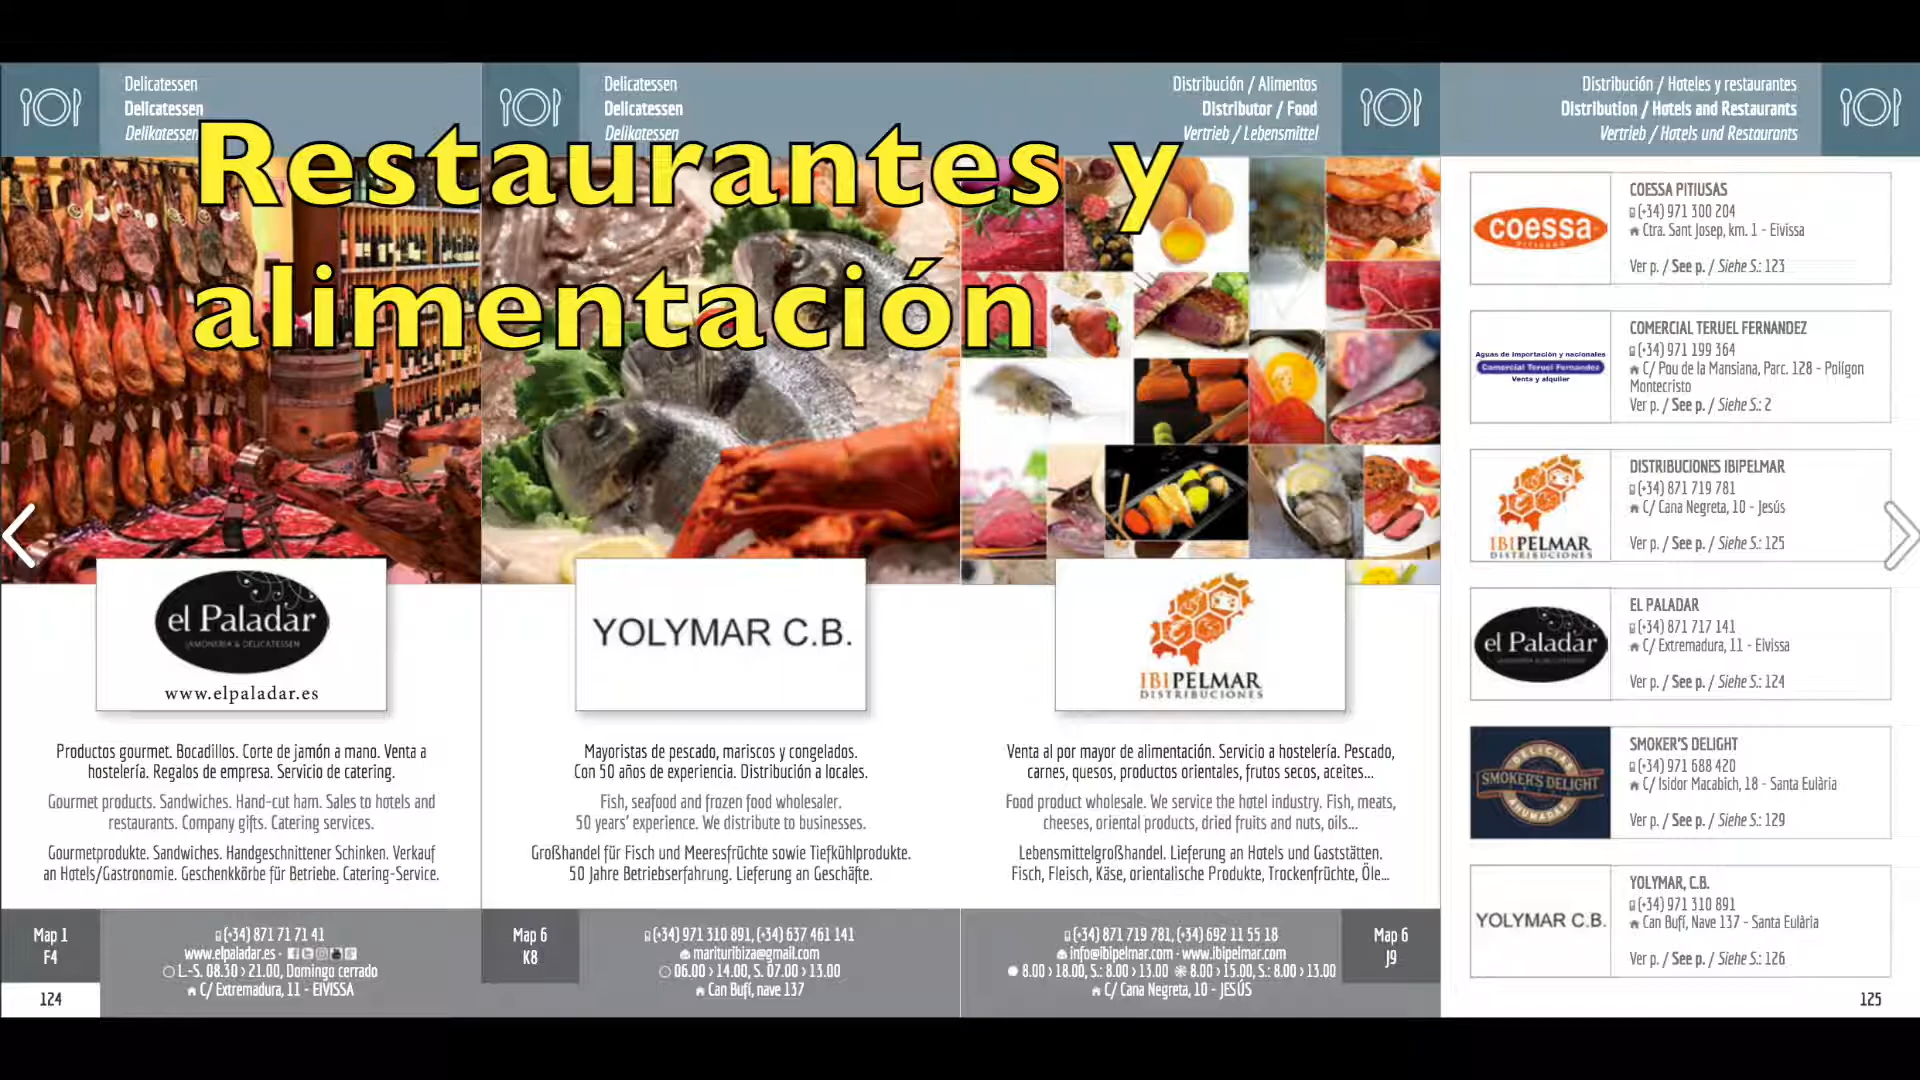 Restaurantes y
alimentación
Delicatessen
Delicatessen
Delikatessen
el Paladar
JAMONERIA & DELICATESSEN
www.elpaladar.es
Productos gourmet. Bocadillos. Corte de jamón a mano. Venta a
hostelería. Regalos de empresa. Servicio de catering.
Gourmet products. Sandwiches. Hand-cut ham. Sales to hotels and
restaurants. Company gifts. Catering services.
Gourmetprodukte. Sandwiches. Handgeschnittener Schinken. Verkauf
an Hotels/Gastronomie. Geschenkkörbe für Betriebe. Catering-Service.
Map 1
F4
124
(+34) 871 71 71 41
www.elpaladar.es -
L.-S. 08.30 > 21.00, Domingo cerrado
C/ Extremadura, 11 - EIVISSA
Delicatessen
Delicatessen
Delikatessen
YOLYMAR C.B.
Mayoristas de pescado, mariscos y congelados.
Con 50 años de experiencia. Distribución a locales.
Fish, seafood and frozen food wholesaler.
50 years' experience. We distribute to businesses.
Großhandel für Fisch und Meeresfrüchte sowie Tiefkühlprodukte.
50 Jahre Betriebserfahrung. Lieferung an Geschäfte.
Map 6
K8
(+34) 971 310 891, (+34) 637 461 141
marituribiza@gmail.com
06.00 > 14.00, S. 07.00 > 13.00
Can Bufí, nave 137
Distribución / Alimentos
Distributor / Food
Vertrieb / Lebensmittel
IBIPELMAR
DISTRIBUCIONES
Venta al por mayor de alimentación. Servicio a hostelería. Pescado,
carnes, quesos, productos orientales, frutos secos, aceites...
Food product wholesale. We service the hotel industry. Fish, meats,
cheeses, oriental products, dried fruits and nuts, oils...
Lebensmittelgroßhandel. Lieferung an Hotels und Gaststätten.
Fisch, Fleisch, Käse, orientalische Produkte, Trockenfrüchte, Öle...
(+34) 871 719 781, (+34) 692 11 55 18
info@ibipelmar.com - www.ibipelmar.com
8.00 > 18.00, S.: 8.00 > 13.00 8.00 > 15.00, S.: 8.00 > 13.00
C/ Cana Negreta, 10 - JESÚS
Map 6
J9
Distribución / Hoteles y restaurantes
Distribution / Hotels and Restaurants
Vertrieb / Hotels und Restaurants
coessa
PITIUSAS
COESSA PITIUSAS
(+34) 971 300 204
Ctra. Sant Josep, km. 1 - Eivissa
Ver p. / See p. / Siehe S.: 123
Aguas de Importación y nacionales
Comercial Teruel Fernandez
Venta y alquiler
COMERCIAL TERUEL FERNANDEZ
(+34) 971 199 364
C/ Pou de la Mansiana, Parc. 128 - Polígon
Montecristo
Ver p. / See p. / Siehe S.: 2
IBIPELMAR
DISTRIBUCIONES
DISTRIBUCIONES IBIPELMAR
(+34) 871 719 781
C/ Cana Negreta, 10 - Jesús
Ver p. / See p. / Siehe S.: 125
el Paladar
EL PALADAR
(+34) 871 717 141
C/ Extremadura, 11 - Eivissa
Ver p. / See p. / Siehe S.: 124
DELICIAS
SMOKER'S DELIGHT
AHUMADAS
SMOKER'S DELIGHT
(+34) 971 688 420
C/ Isidor Macabich, 18 - Santa Eulària
Ver p. / See p. / Siehe S.: 129
YOLYMAR C.B.
YOLYMAR, C.B.
(+34) 971 310 891
Can Bufí, Nave 137 - Santa Eulària
Ver p. / See p. / Siehe S.: 126
125